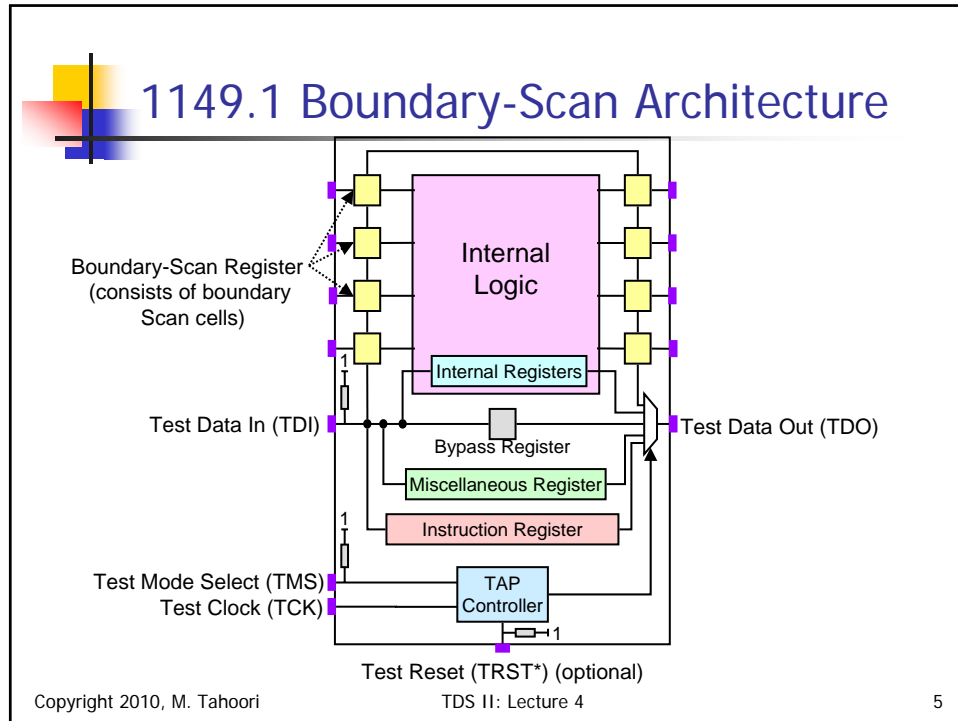 1149.1 Boundary-Scan Architecture
Boundary-Scan Register
(consists of boundary
Scan cells)
Internal
Logic
Internal Registers
1
Test Data In (TDI)
Test Data Out (TDO)
Bypass Register
Miscellaneous Register
1
Instruction Register
Test Mode Select (TMS)
Test Clock (TCK)
TAP
Controller
1
Test Reset (TRST*) (optional)
Copyright 2010, M. Tahoori
TDS II: Lecture 4
5